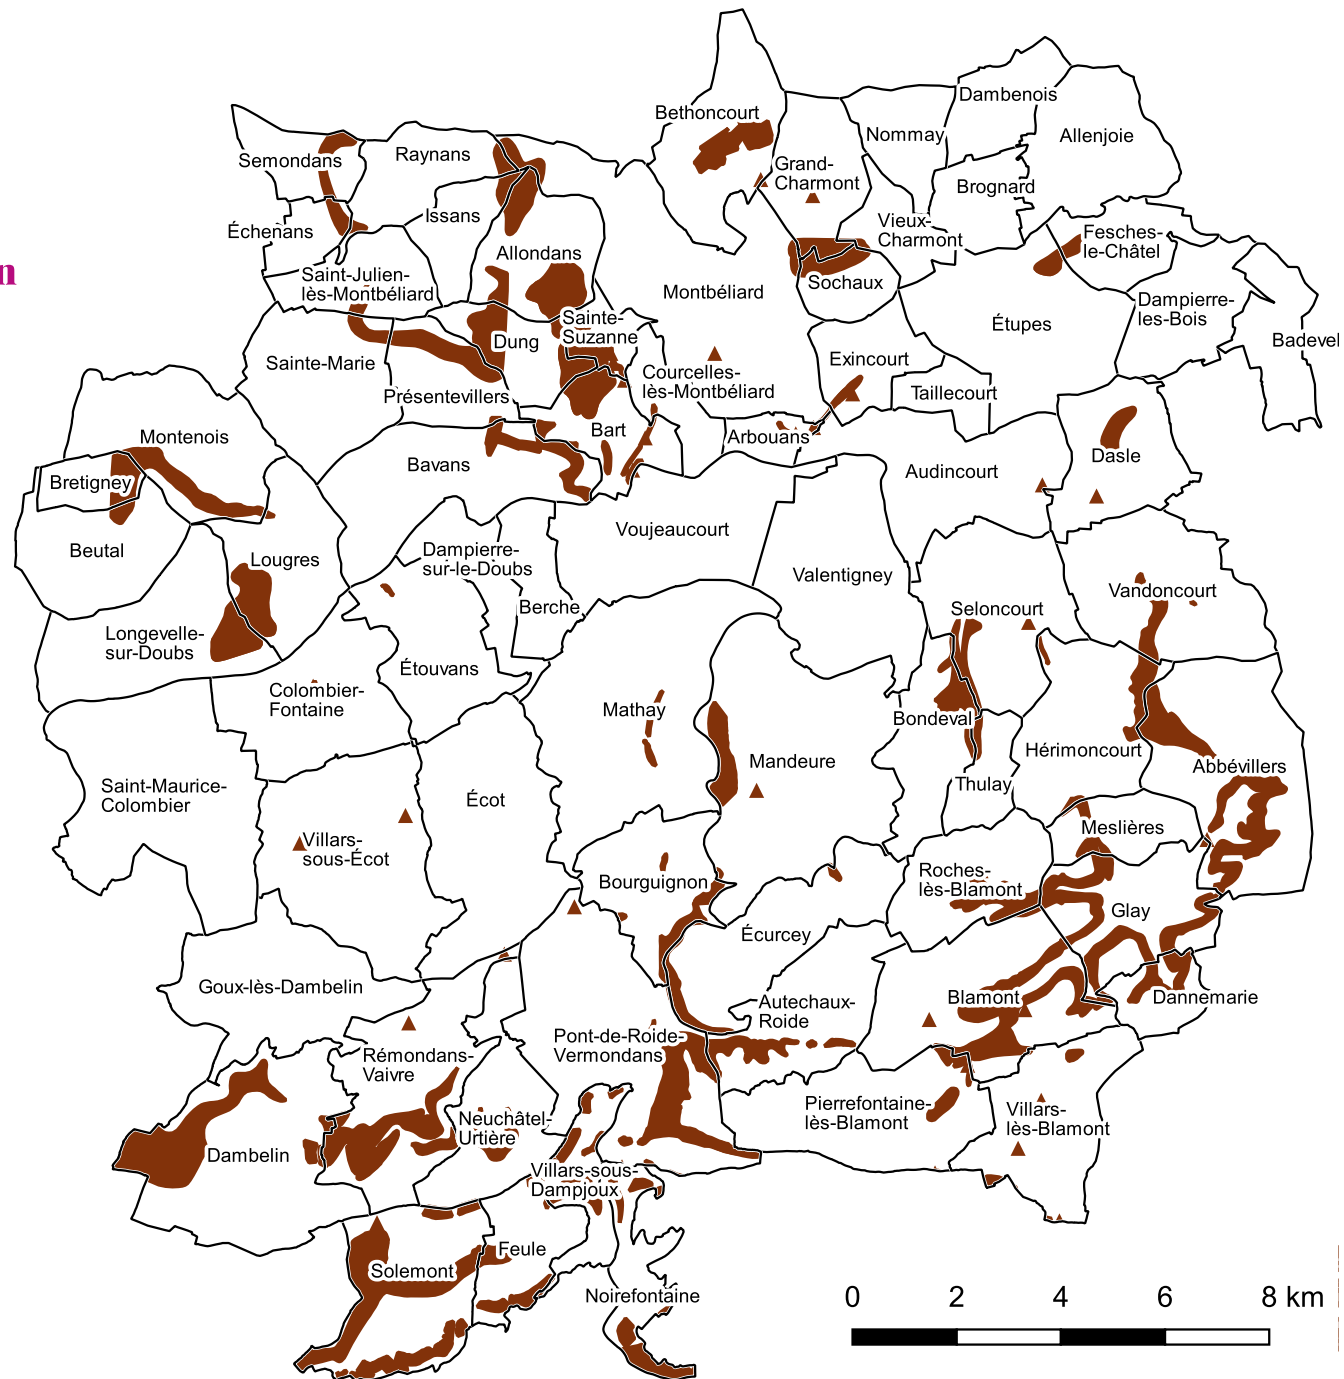 Dambenois
Bethoncourt
Nommay
Allenjoie
Semondans
Raynans
Grand-
Charmont
Brognard
Issans
Échenans
Vieux-
Charmont
Fesches-
le-Châtel
Allondans
n
Saint-Julien-
lès-Montbéliard
Sochaux
Montbéliard
Dampierre-
les-Bois
Sainte-
Suzanne
Étupes
Dung
Badevel
Sainte-Marie
Exincourt
Courcelles-
lès-Montbéliard
Taillecourt
Présentevillers
Montenois
Bart
Arbouans
Dasle
Bavans
Audincourt
Bretigney
Voujeaucourt
Beutal
Lougres
Dampierre-
sur-le-Doubs
Valentigney
Vandoncourt
Berche
Seloncourt
Longevelle-
sur-Doubs
Étouvans
Colombier-
Fontaine
Mathay
Bondeval
Hérimoncourt
Mandeure
Abbévillers
Saint-Maurice-
Colombier
Écot
Thulay
Meslières
Villars-
sous-Écot
Roches-
lès-Blamont
Bourguignon
Glay
Écurcey
Goux-lès-Dambelin
Blamont
Dannemarie
Autechaux-
Roide
Pont-de-Roide-
Vermondans
Rémondans-
Vaivre
Pierrefontaine-
lès-Blamont
Villars-
lès-Blamont
Neuchâtel-
Urtière
Dambelin
Villars-sous-
Dampjoux
Feule
Solemont
Noirefontaine
0 2 4 6 8 km